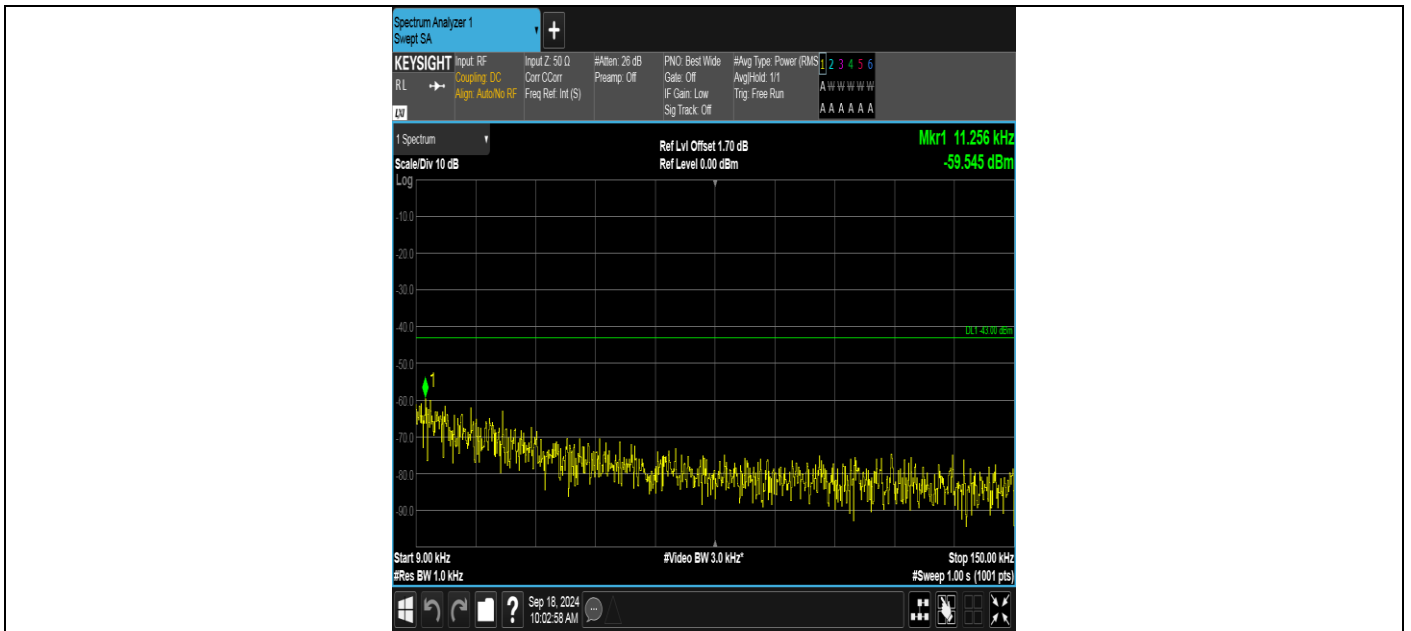 Spectrum Analyzer 1
Swept SA
KEYSIGHT
RL
LXI
Input: RF
Coupling: DC
Align: Auto/No RF
Input Z: 50 Ω
Corr CCorr
Freq Ref: Int (S)
#Atten: 26 dB
Preamp: Off
PNO: Best Wide
Gate: Off
IF Gain: Low
Sig Track: Off
#Avg Type: Power (RMS
Avg|Hold: 1/1
Trig: Free Run
1 2 3 4 5 6
A W W W W W
A A A A A A
1 Spectrum
Scale/Div 10 dB
Ref Lvl Offset 1.70 dB
Ref Level 0.00 dBm
Mkr1 11.256 kHz
-59.545 dBm
Log
-10.0
-20.0
-30.0
-40.0
DL1 -43.00 dBm
-50.0
1
-60.0
-70.0
-80.0
-90.0
Start 9.00 kHz
#Video BW 3.0 kHz*
Stop 150.00 kHz
#Res BW 1.0 kHz
#Sweep 1.00 s (1001 pts)
?
Sep 18, 2024
10:02:58 AM